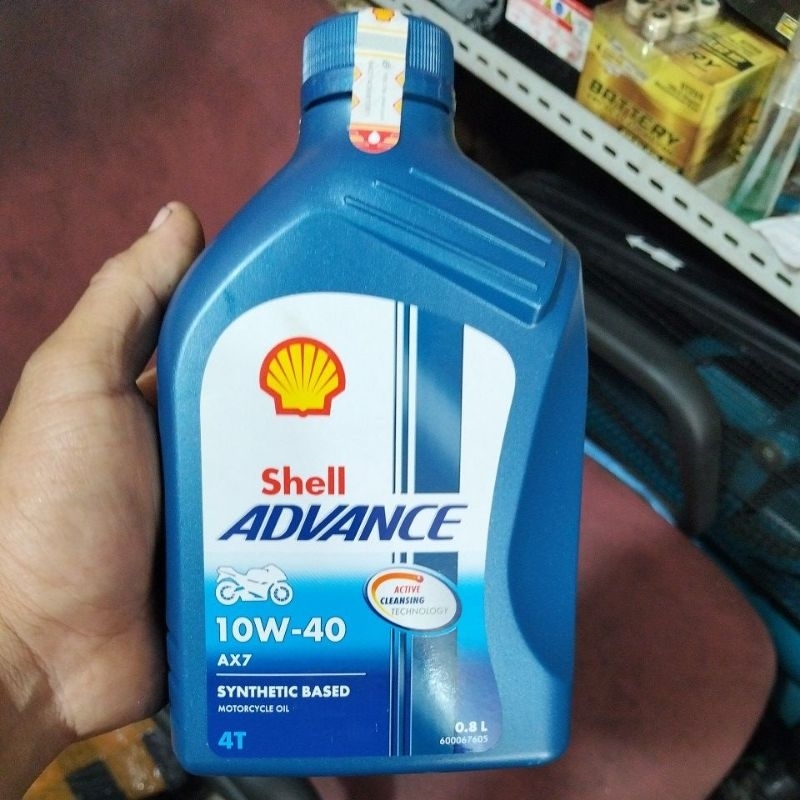 Shell
ADVANCE
ACTIVE
CLEANSING
TECHNOLOGY
10W-40
AX7
SYNTHETIC BASED
MOTORCYCLE OIL
4T
0.8 L
600067605
BATTERY